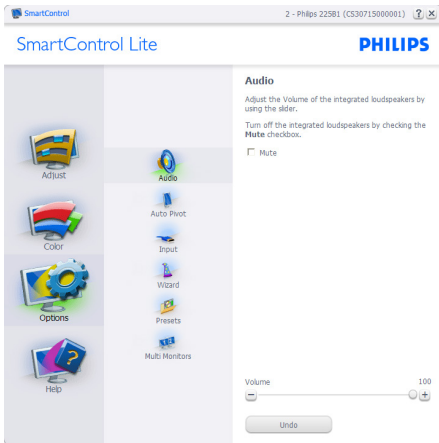 SmartControl
2 - Philips 225B1 (CS30715000001)
SmartControl Lite
PHILIPS
Adjust
Color
Options
Help
Audio
Auto Pivot
Input
Wizard
Presets
Multi Monitors
Audio
Adjust the Volume of the integrated loudspeakers by
using the slider.
Turn off the integrated loudspeakers by checking the
Mute checkbox.
Mute
Volume 100
Undo